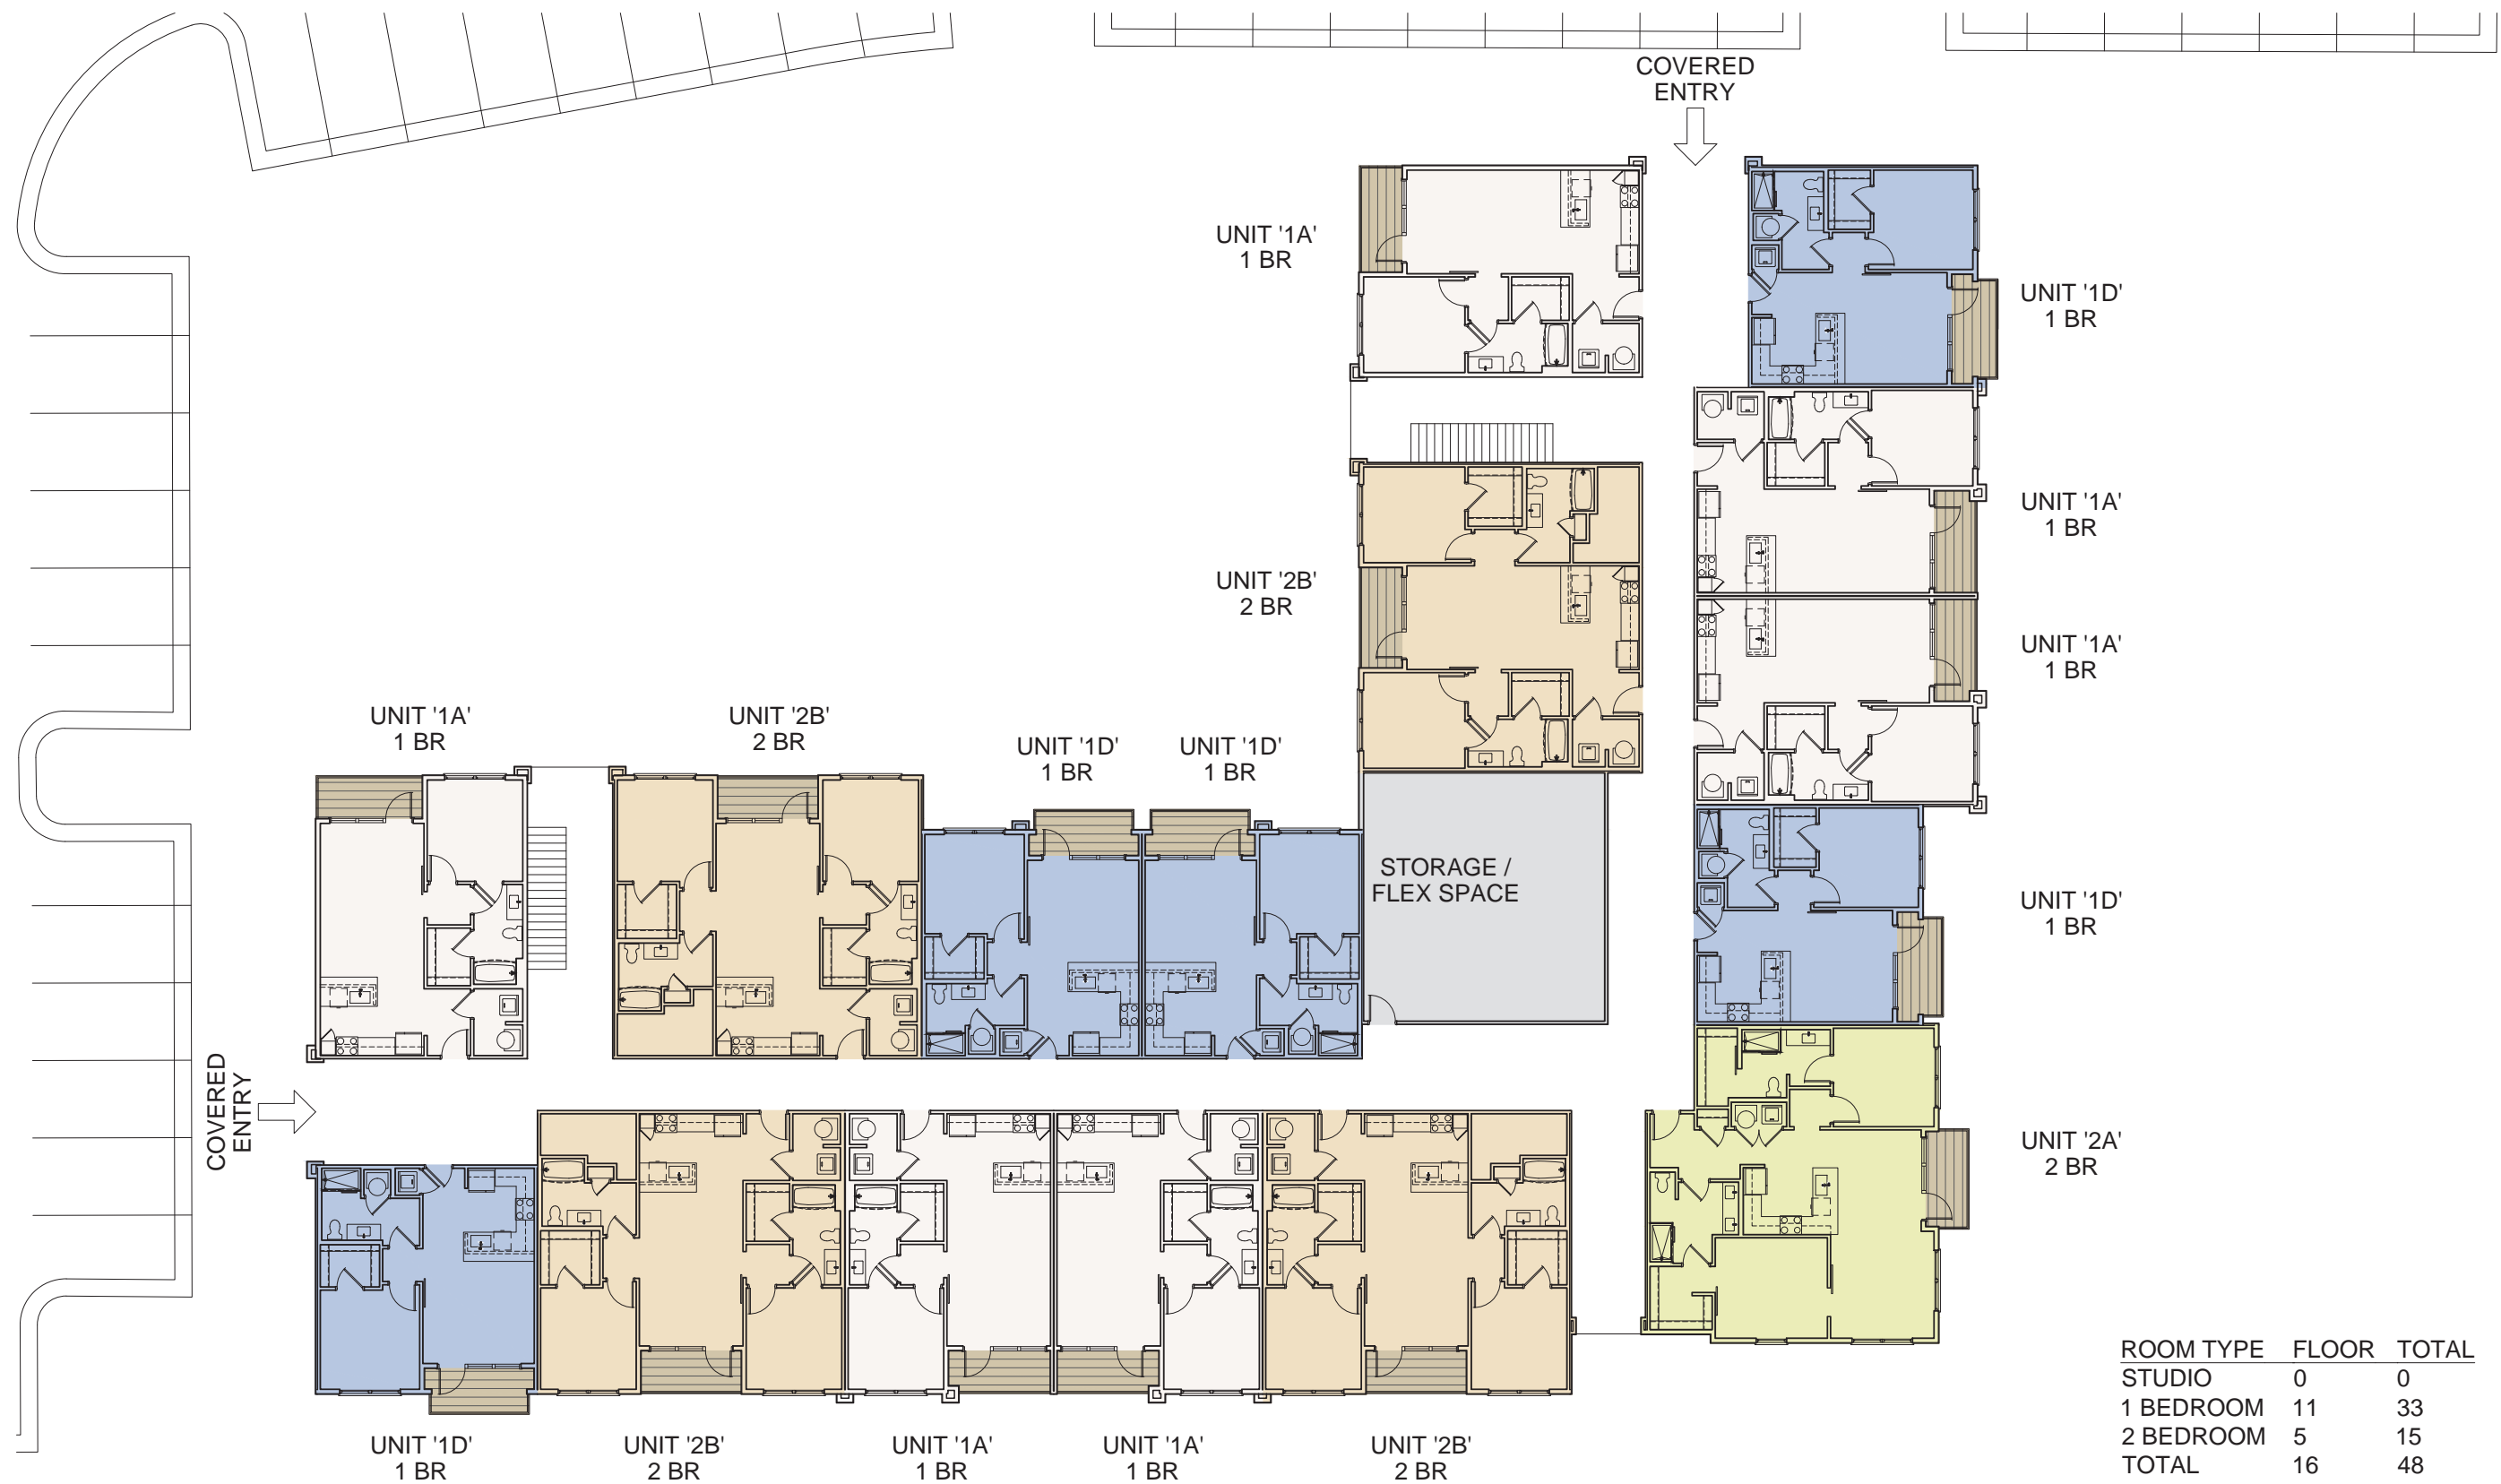 COVERED
ENTRY
UNIT '1A'
1 BR
UNIT '1D'
1 BR
UNIT '1A'
1 BR
UNIT '2B'
2 BR
UNIT '1A'
1 BR
UNIT '1A'
1 BR
UNIT '2B'
2 BR
UNIT '1D'
1 BR
UNIT '1D'
1 BR
STORAGE /
FLEX SPACE
UNIT '1D'
1 BR
COVERED
ENTRY
UNIT '2A'
2 BR
UNIT '1D'
1 BR
UNIT '2B'
2 BR
UNIT '1A'
1 BR
UNIT '1A'
1 BR
UNIT '2B'
2 BR
ROOM TYPE FLOOR TOTAL
STUDIO 0 0
1 BEDROOM 11 33
2 BEDROOM 5 15
TOTAL 16 48